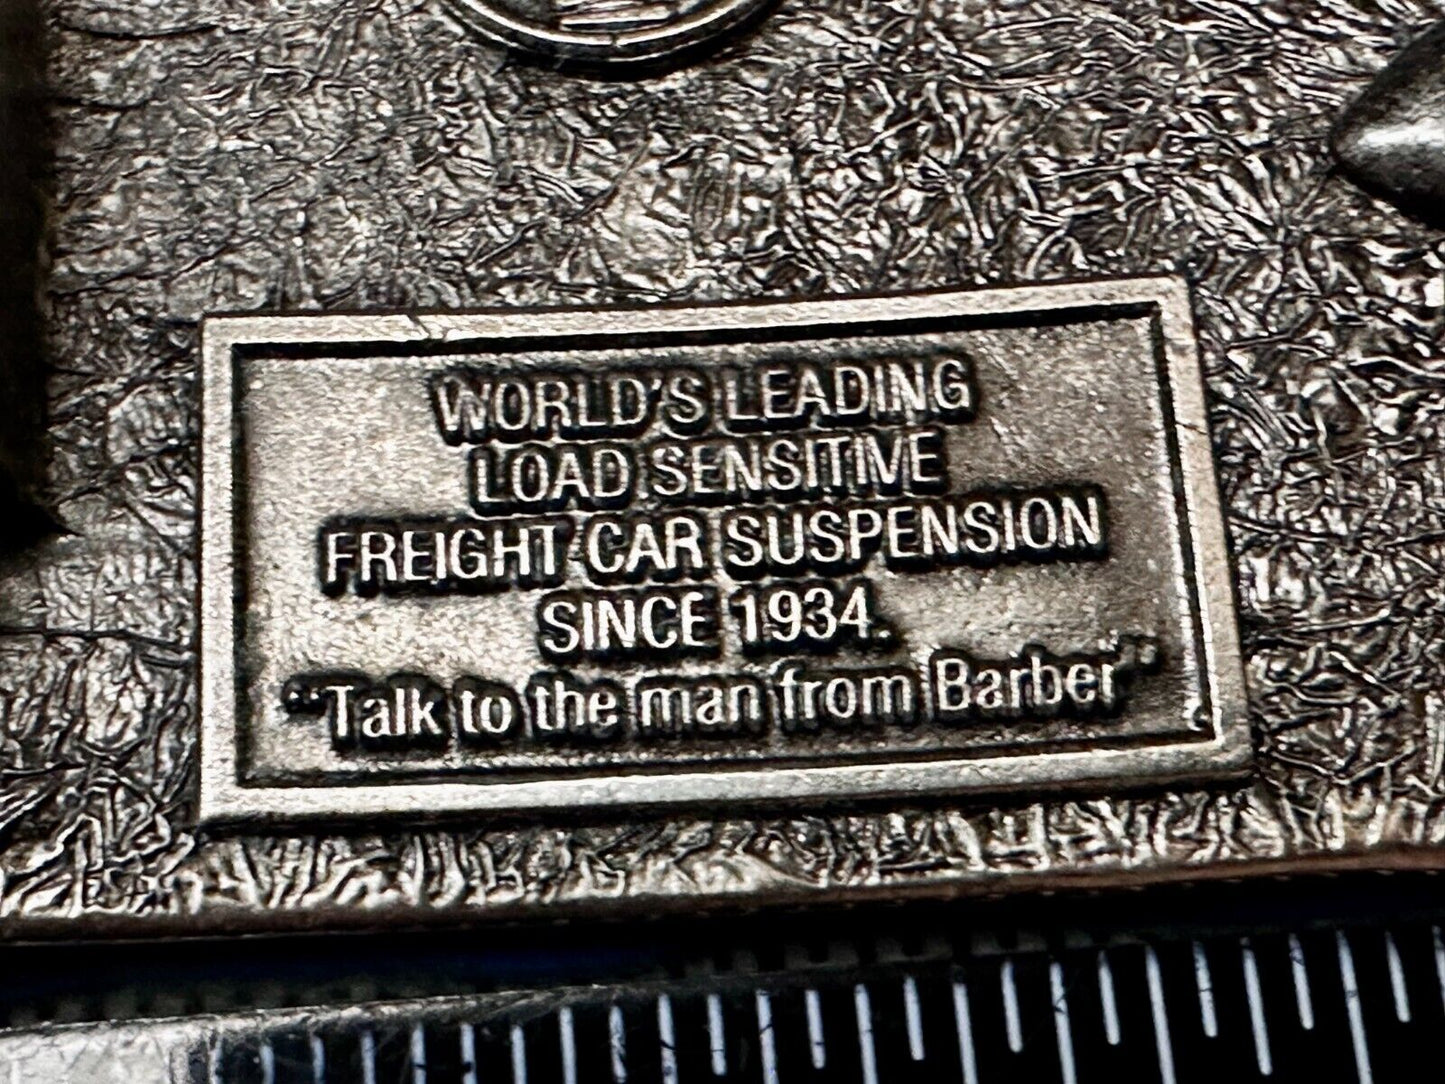 WORLD'S LEADING
LOAD SENSITIVE
FREIGHT CAR SUSPENSION
SINCE 1934.
"Talk to the man from Barber"